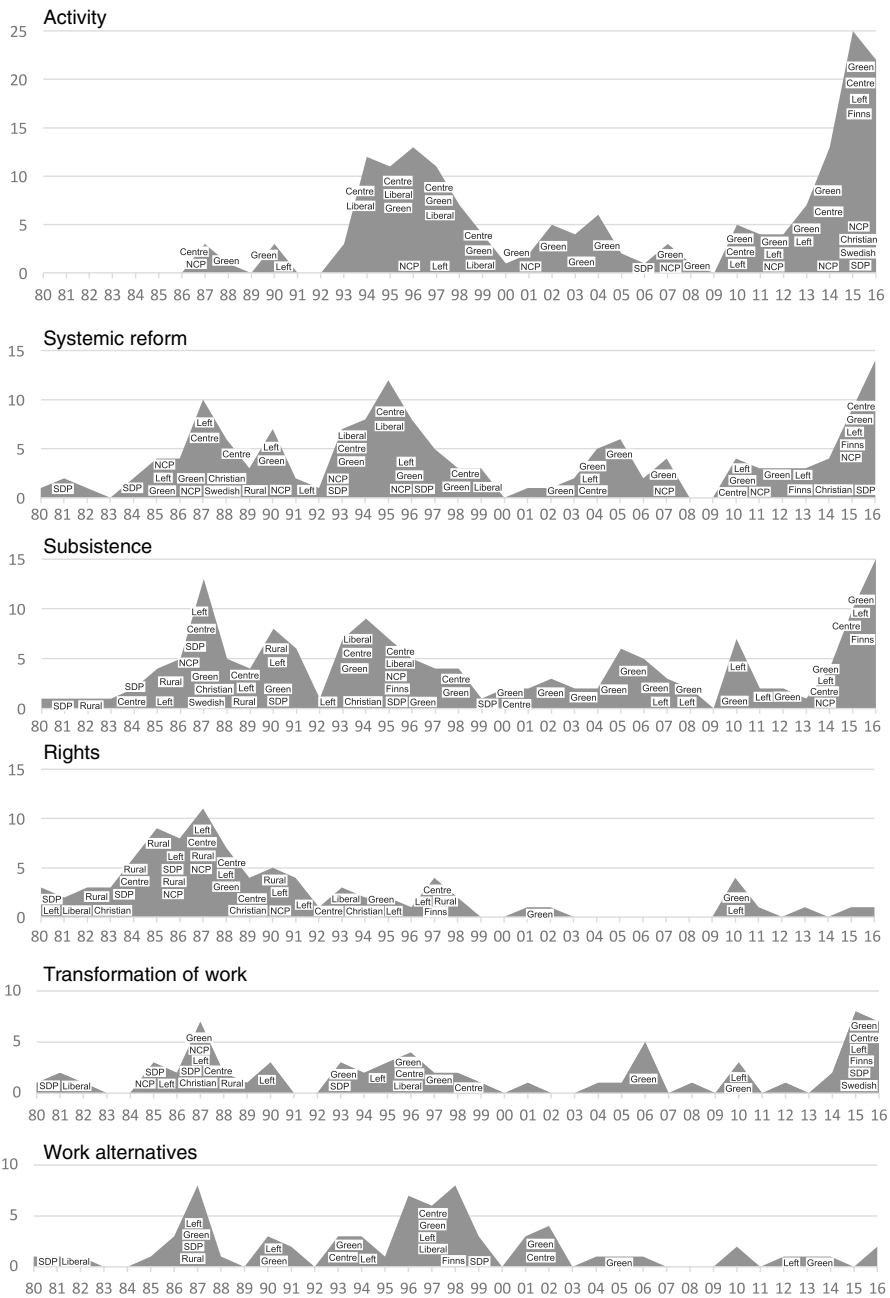 Activity
25
20
Green
Centre
Left
15
Finns
10
Centre Centre Centre Green
Liberal Liberal Green
Green Liberal Centre
5
Centre Green NCP
Centre Green Green Green Green Green Left Christian
NCP Green Green Liberal Green NCP Green Green SDP NCP Green Centre Left Swedish
Left NCP Left Left NCP NCP SDP
0
80 81 82 83 84 85 86 87 88 89 90 91 92 93 94 95 96 97 98 99 00 01 02 03 04 05 06 07 08 09 10 11 12 13 14 15 16
Systemic reform
15
10
Left Centre Centre
Centre Liberal Green
5
Centre Left Liberal Left Green Left Finns
NCP Green Centre Green Green Green Left NCP
Left Green Christian Green NCP Centre Left Green Green Green Left
SDP Green NCP Swedish Rural NCP Left SDP NCP SDP Green Liberal Green Centre NCP Centre NCP Finns Christian SDP
0
80 81 82 83 84 85 86 87 88 89 90 91 92 93 94 95 96 97 98 99 00 01 02 03 04 05 06 07 08 09 10 11 12 13 14 15 16
Subsistence
15
10
Left Green
Centre Left
SDP Rural Liberal Centre Centre Finns
5
NCP Left Centre Liberal Left
Rural Green Centre Green NCP Centre Green Green
SDP Christian Left Green Finns Green Green Green Green Green Green Green Left
Centre Left Swedish Rural SDP Left Christian SDP Green SDP Centre Left Left Green Left Green Centre
SDP Rural NCP
0
80 81 82 83 84 85 86 87 88 89 90 91 92 93 94 95 96 97 98 99 00 01 02 03 04 05 06 07 08 09 10 11 12 13 14 15 16
Rights
15
10
Left
Rural Centre
Left Rural
5
Rural SDP NCP Centre
Centre Rural Left Rural
SDP Rural SDP NCP Green Centre Left Left Liberal Green Centre Green
Left Liberal Christian Christian NCP Centre Christian Left Left Rural Finns Green Left
0
80 81 82 83 84 85 86 87 88 89 90 91 92 93 94 95 96 97 98 99 00 01 02 03 04 05 06 07 08 09 10 11 12 13 14 15 16
Transformation of work
10
Green
5
Green Centre
NCP Left
Left Green Finns
SDP SDP Centre Green Left Centre Green Green Left SDP
SDP Liberal NCP Left Christian Rural Left SDP Liberal Centre Green Swedish
0
80 81 82 83 84 85 86 87 88 89 90 91 92 93 94 95 96 97 98 99 00 01 02 03 04 05 06 07 08 09 10 11 12 13 14 15 16
Work alternatives
10
5
Centre
Left Green
Green Left
SDP Left Green Liberal Green
SDP Liberal Rural Green Centre Left Finns SDP Centre Green Left Green
0
80 81 82 83 84 85 86 87 88 89 90 91 92 93 94 95 96 97 98 99 00 01 02 03 04 05 06 07 08 09 10 11 12 13 14 15 16